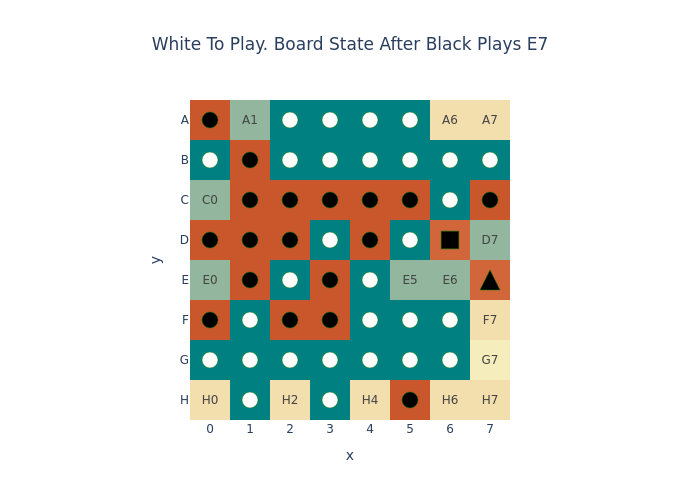 White To Play. Board State After Black Plays E7
A A1 A6 A7
B
C C0
D D7
E E0 E5 E6
F F7
G G7
H H0 H2 H4 H6 H7
0 1 2 3 4 5 6 7
x
y